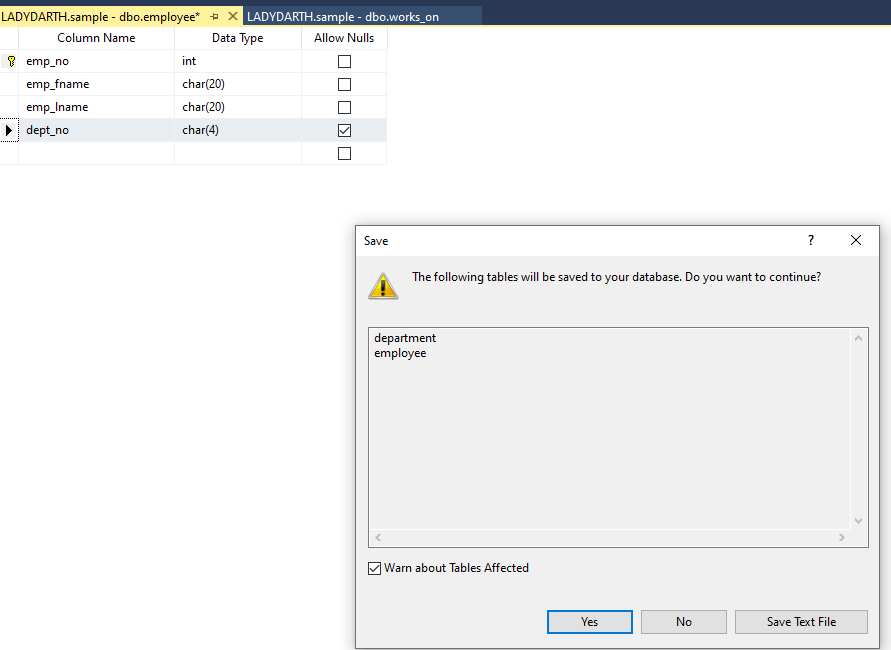 LADYDARTH.sample - dbo.employee* LADYDARTH.sample - dbo.works_on
Column Name Data Type Allow Nulls
emp_no int
emp_fname char(20)
emp_lname char(20)
dept_no char(4)
Save ?
The following tables will be saved to your database. Do you want to continue?
department
employee
Warn about Tables Affected
Yes No Save Text File